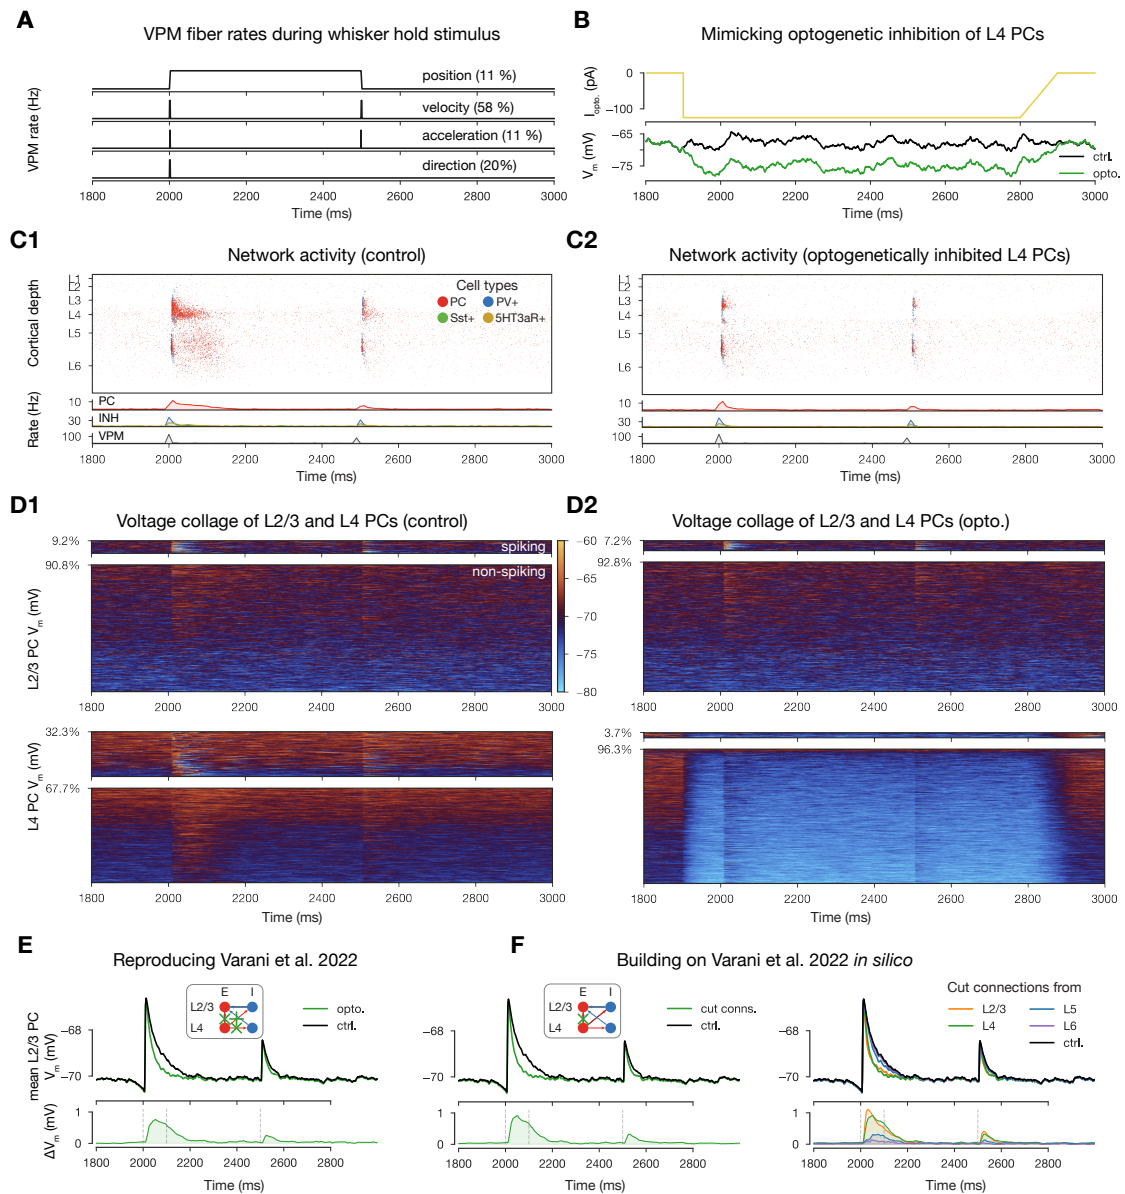 A
VPM fiber rates during whisker hold stimulus
VPM rate (Hz)
position (11 %)
1800 2000 2200 2400 2600 2800 3000
velocity (58 %)
acceleration (11 %)
direction (20%)
1800 2000 2200 2400 2600 2800 3000
Time (ms)
B
Mimicking optogenetic inhibition of L4 PCs
I opto. (pA)
0
−100
V m (mV)
−65
−75
ctrl.
opto.
1800 2000 2200 2400 2600 2800 3000
Time (ms)
C1
Network activity (control)
Cortical depth
L1
L2
L3
L4
L5
L6
Cell types
PC PV+
Sst+ 5HT3aR+
Rate (Hz)
10 PC
30 INH
100 VPM
1800 2000 2200 2400 2600 2800 3000
Time (ms)
C2
Network activity (optogenetically inhibited L4 PCs)
L1
L2
L3
L4
L5
L6
10
30
100
1800 2000 2200 2400 2600 2800 3000
Time (ms)
D1
Voltage collage of L2/3 and L4 PCs (control)
9.2%
spiking
90.8%
non-spiking
L2/3 PC V m (mV)
1800 2000 2200 2400 2600 2800 3000
−60
−65
−70
−75
−80
32.3%
67.7%
L4 PC V m (mV)
1800 2000 2200 2400 2600 2800 3000
Time (ms)
D2
Voltage collage of L2/3 and L4 PCs (opto.)
7.2%
92.8%
1800 2000 2200 2400 2600 2800 3000
3.7%
96.3%
1800 2000 2200 2400 2600 2800 3000
Time (ms)
E
Reproducing Varani et al. 2022
mean L2/3 PC
V m (mV)
−68
−70
E I
L2/3
L4
opto.
ctrl.
ΔV m (mV)
1
0
1800 2000 2200 2400 2600 2800
Time (ms)
F
Building on Varani et al. 2022 in silico
−68
−70
E I
L2/3
L4
cut conns.
ctrl.
1
0
1800 2000 2200 2400 2600 2800
Time (ms)
Cut connections from
L2/3 L5
L4 L6
ctrl.
−68
−70
1
0
1800 2000 2200 2400 2600 2800
Time (ms)